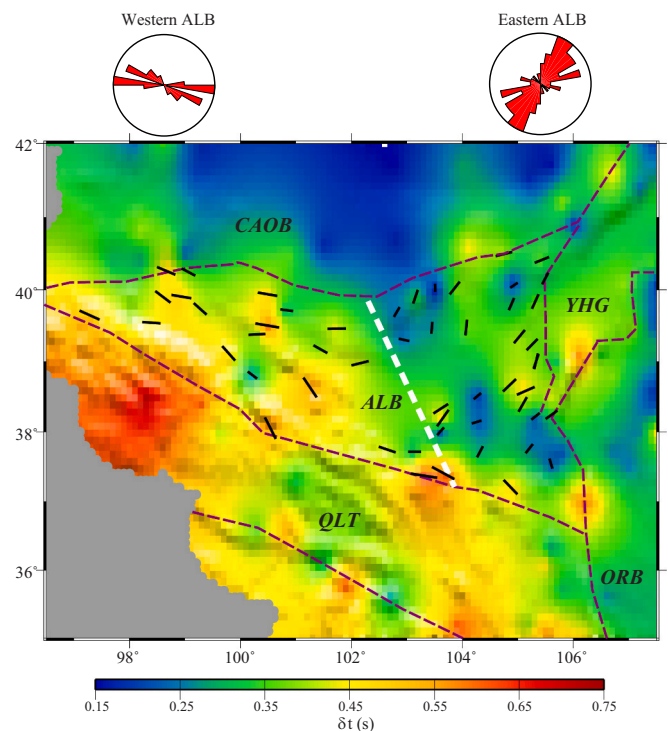 Western ALB
Eastern ALB
42°
CAOB
40°
YHG
ALB
38°
QLT
36°
ORB
98°
100°
102°
104°
106°
0.15
0.25
0.35
0.45
0.55
0.65
0.75
δt (s)